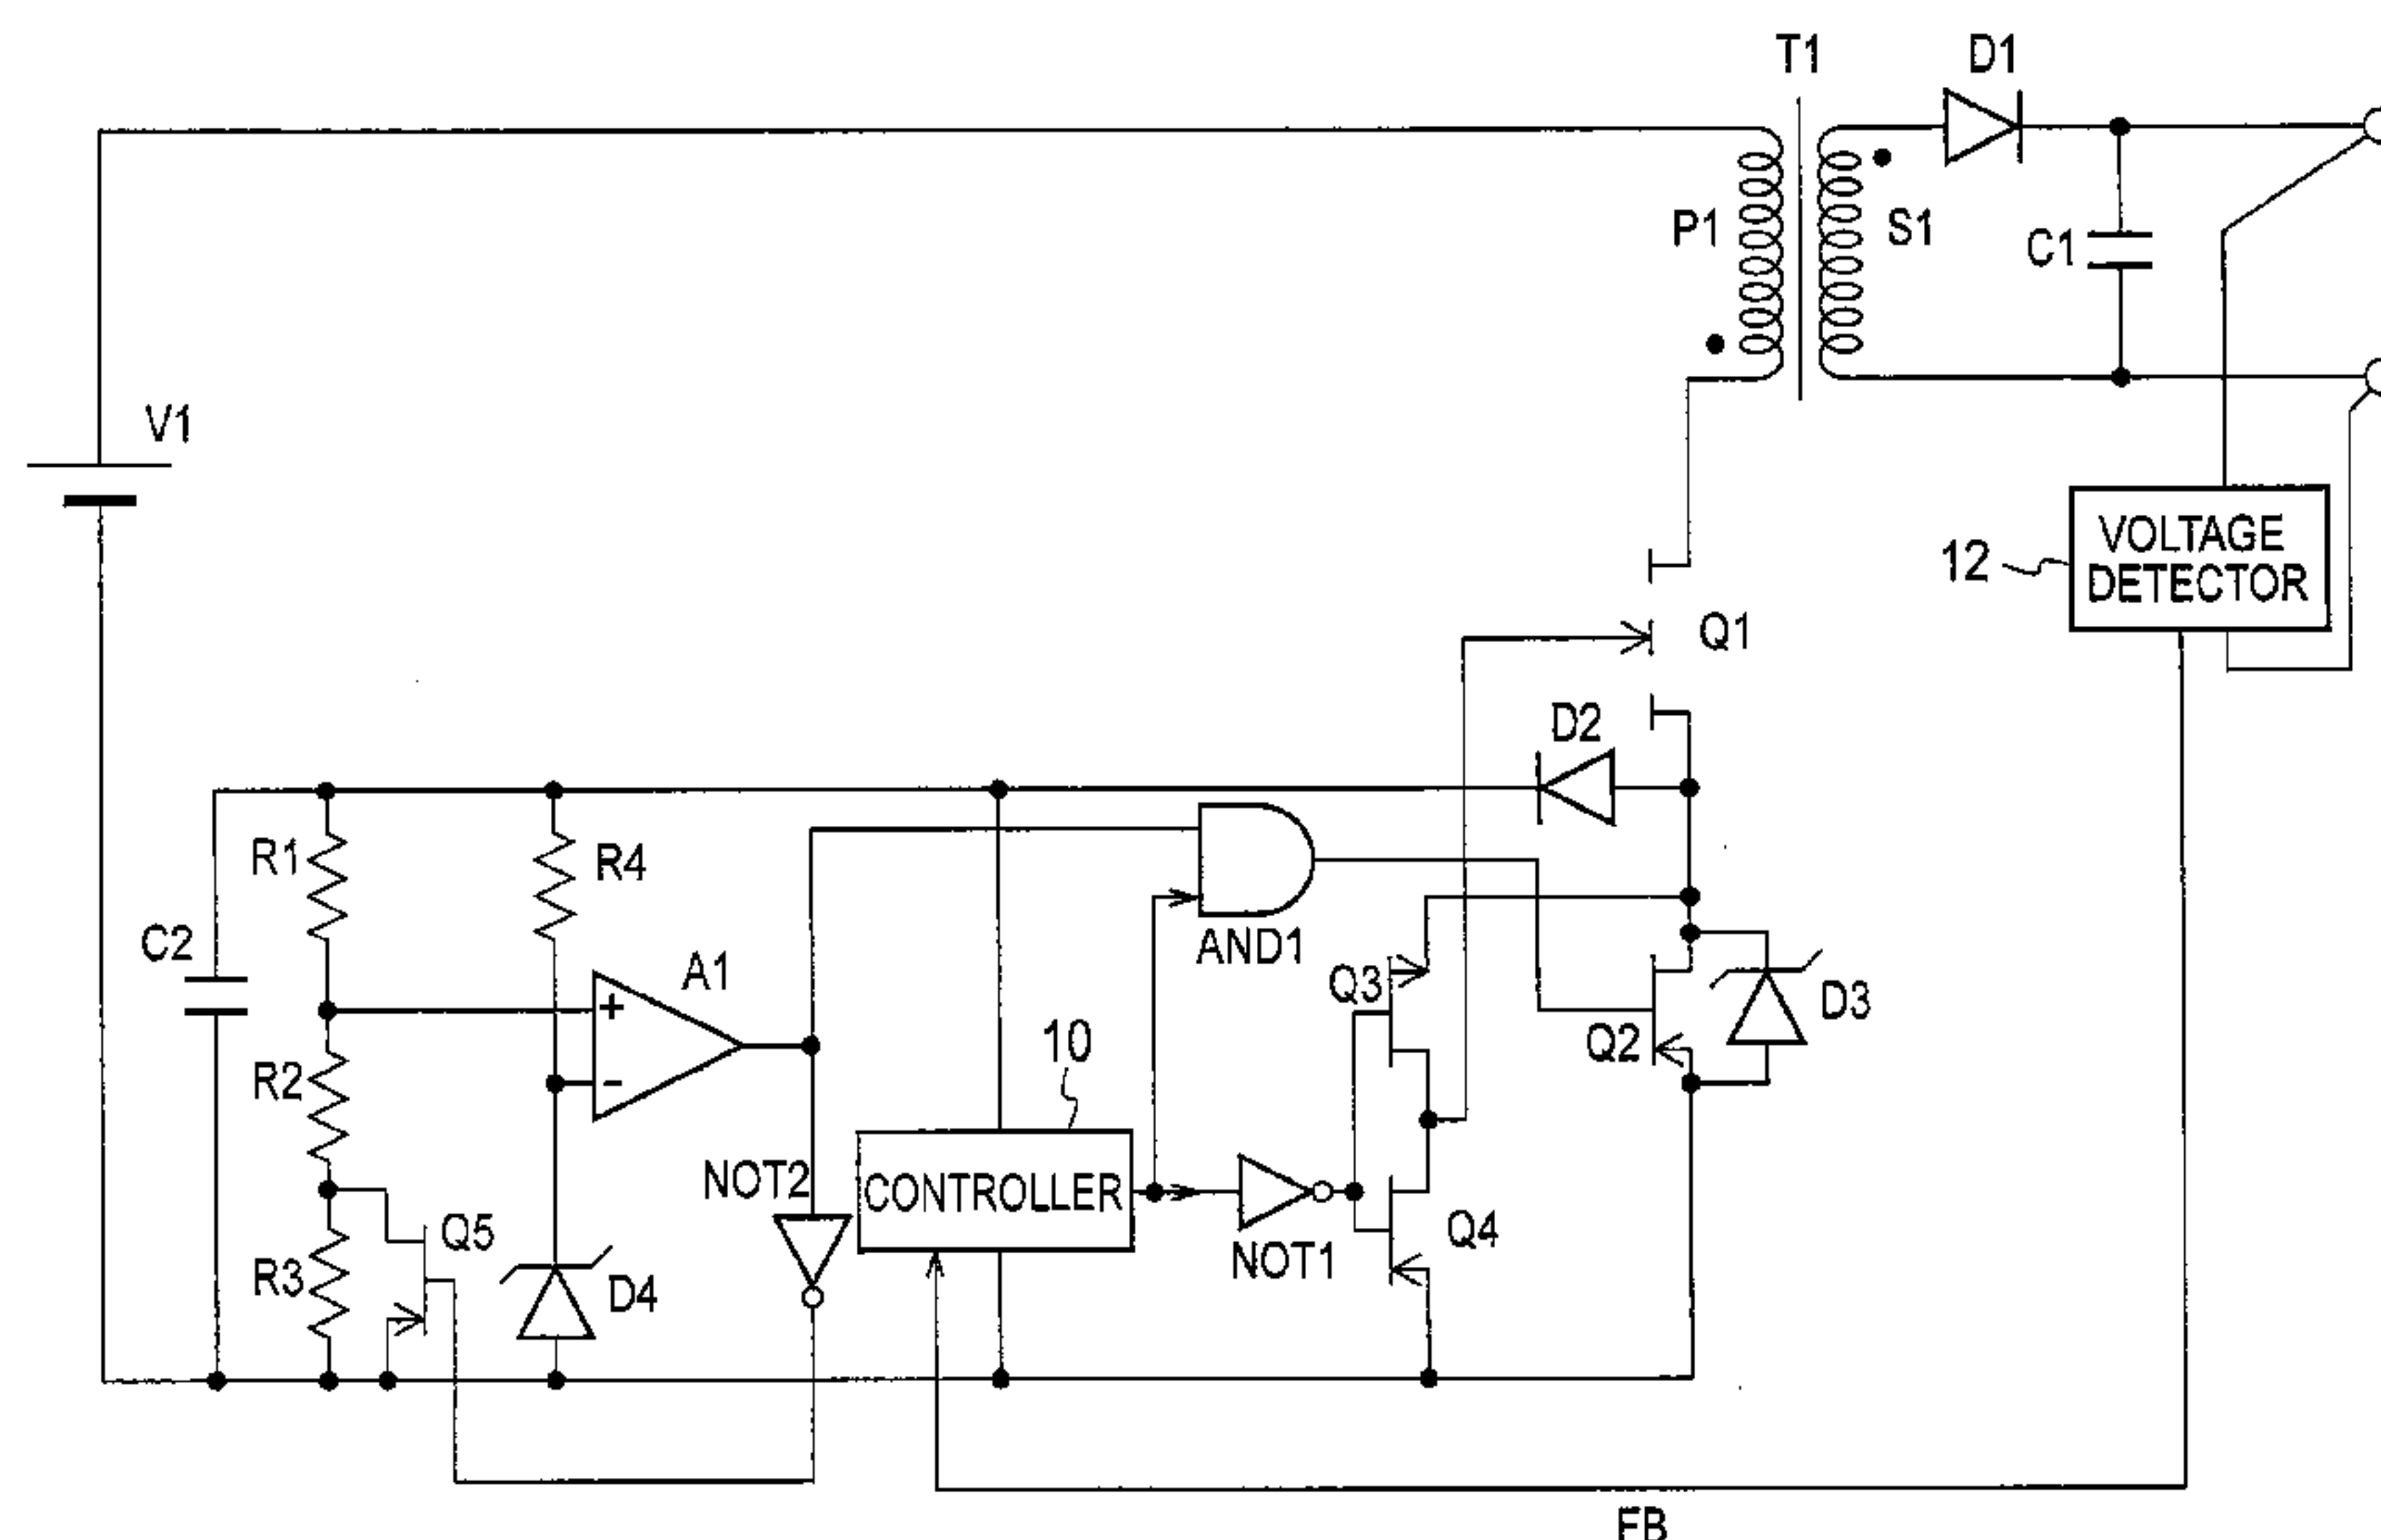 T1
D1
P1
S1
C1
V1
VOLTAGE
DETECTOR
12
Q1
D2
R1
R4
C2
A1
AND1
Q3
D3
Q2
10
R2
NOT2
CONTROLLER
NOT1
Q4
Q5
R3
D4
+
-
FB